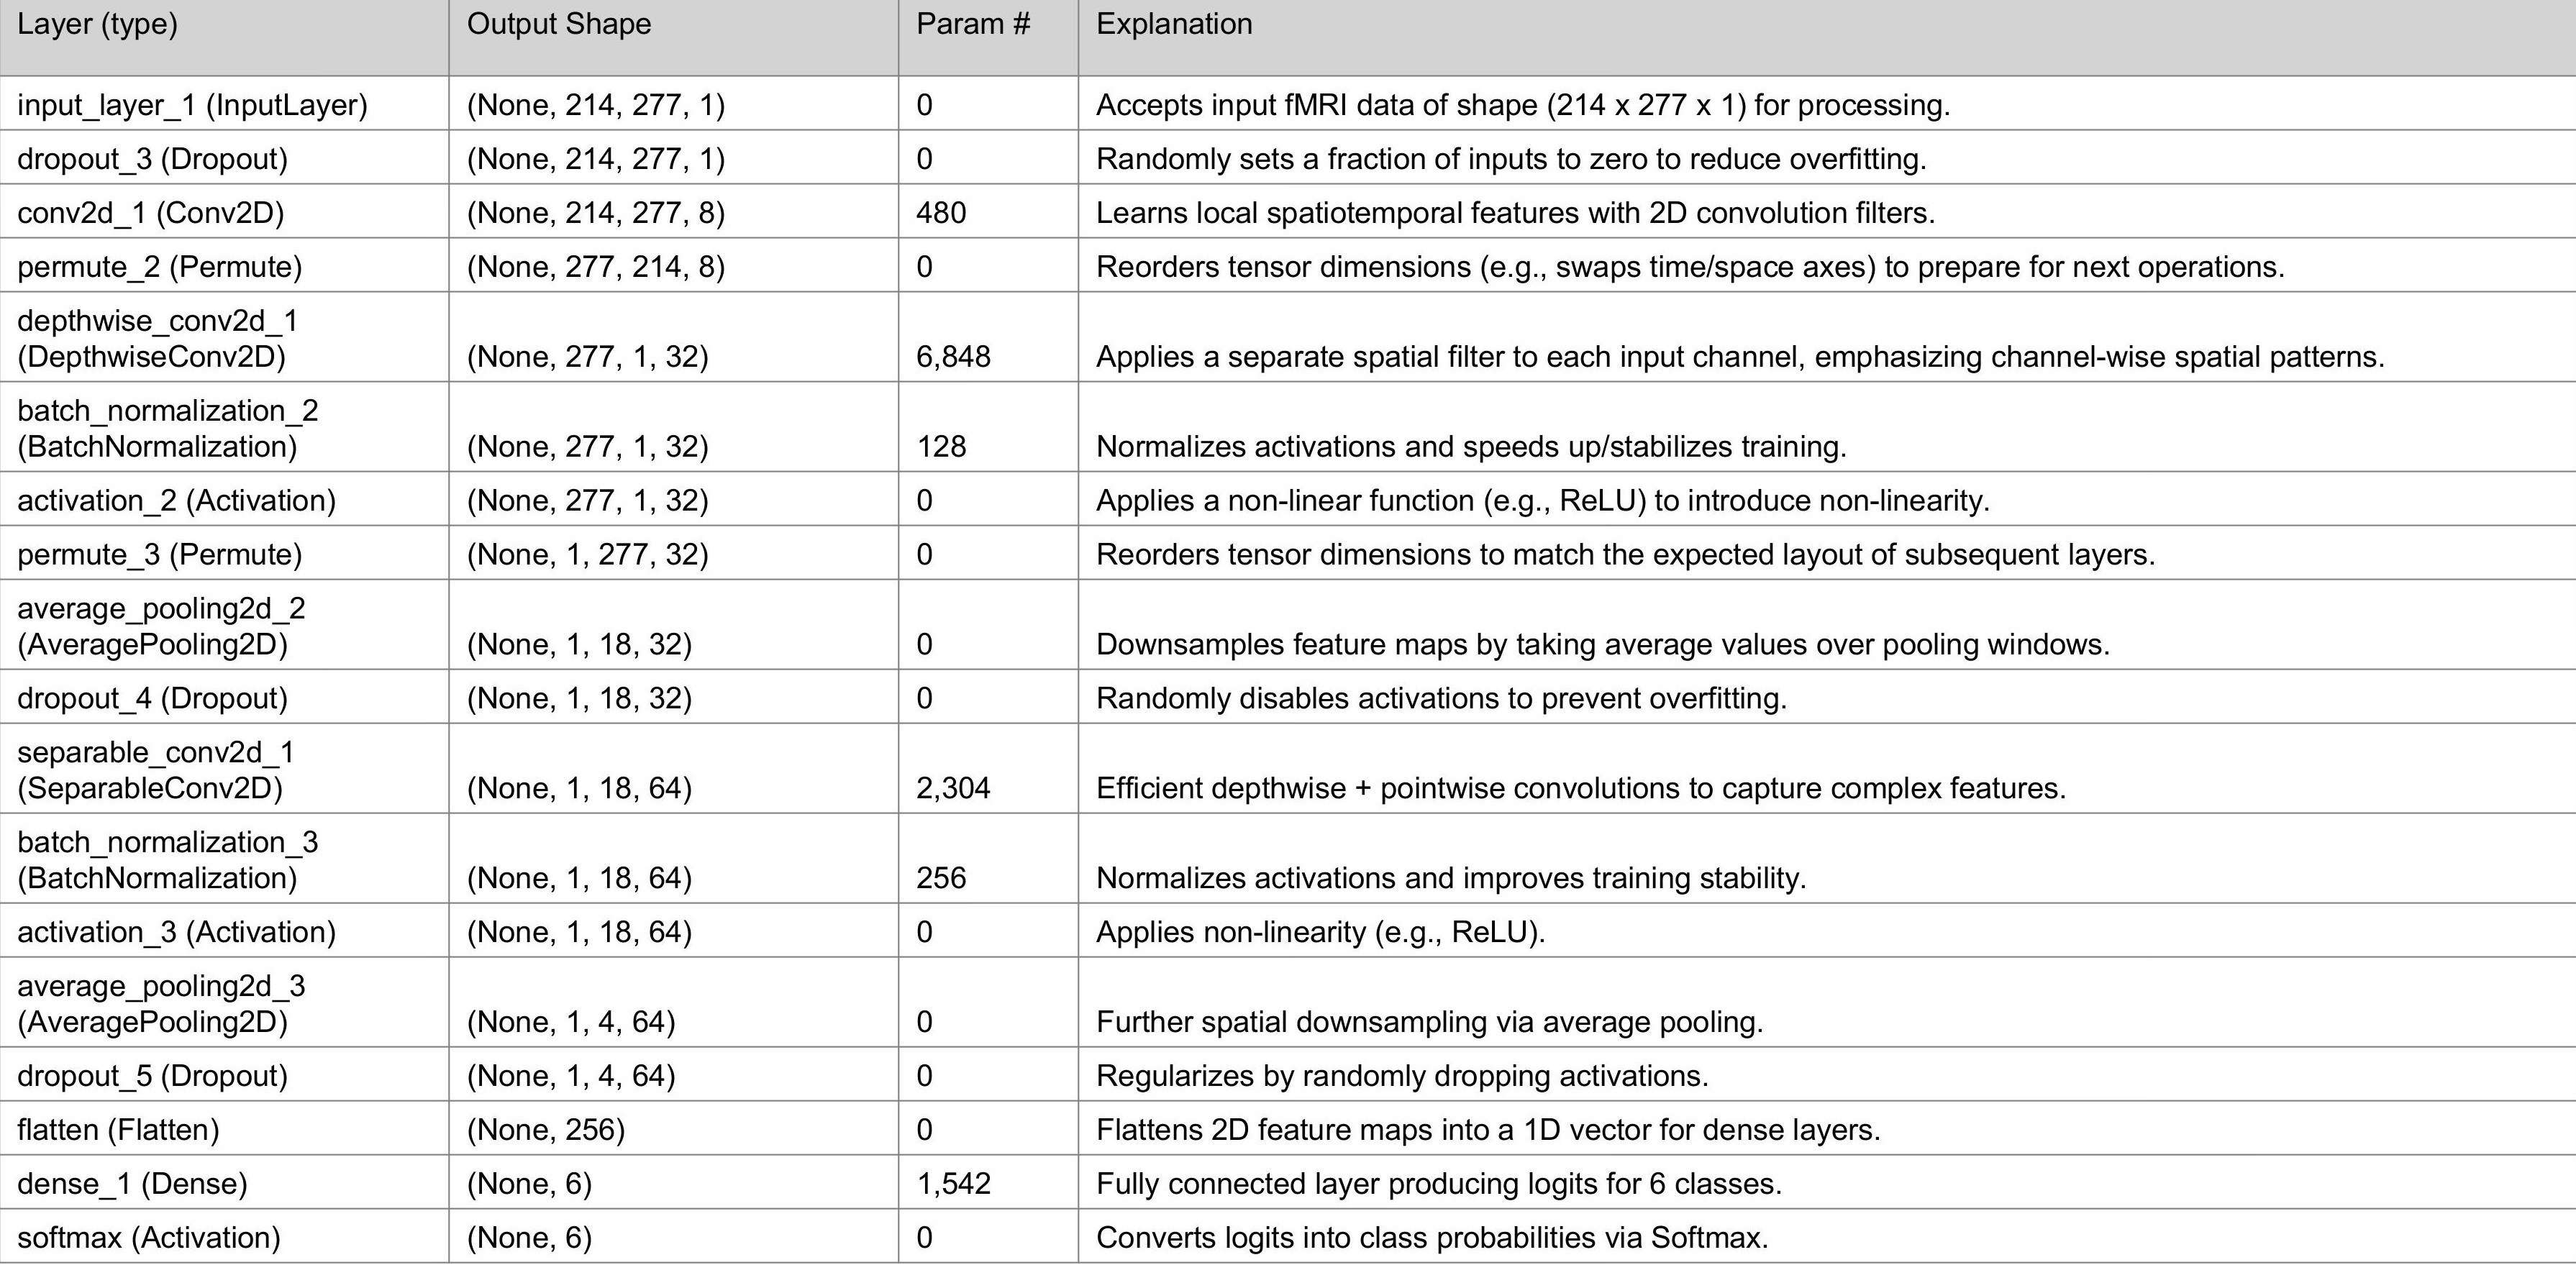 Layer (type) Output Shape Param # Explanation
input_layer_1 (InputLayer) (None, 214, 277, 1) 0 Accepts input fMRI data of shape (214 x 277 x 1) for processing.
dropout_3 (Dropout) (None, 214, 277, 1) 0 Randomly sets a fraction of inputs to zero to reduce overfitting.
conv2d_1 (Conv2D) (None, 214, 277, 8) 480 Learns local spatiotemporal features with 2D convolution filters.
permute_2 (Permute) (None, 277, 214, 8) 0 Reorders tensor dimensions (e.g., swaps time/space axes) to prepare for next operations.
depthwise_conv2d_1
(DepthwiseConv2D) (None, 277, 1, 32) 6,848 Applies a separate spatial filter to each input channel, emphasizing channel-wise spatial patterns.
batch_normalization_2
(BatchNormalization) (None, 277, 1, 32) 128 Normalizes activations and speeds up/stabilizes training.
activation_2 (Activation) (None, 277, 1, 32) 0 Applies a non-linear function (e.g., ReLU) to introduce non-linearity.
permute_3 (Permute) (None, 1, 277, 32) 0 Reorders tensor dimensions to match the expected layout of subsequent layers.
average_pooling2d_2
(AveragePooling2D) (None, 1, 18, 32) 0 Downsamples feature maps by taking average values over pooling windows.
dropout_4 (Dropout) (None, 1, 18, 32) 0 Randomly disables activations to prevent overfitting.
separable_conv2d_1
(SeparableConv2D) (None, 1, 18, 64) 2,304 Efficient depthwise + pointwise convolutions to capture complex features.
batch_normalization_3
(BatchNormalization) (None, 1, 18, 64) 256 Normalizes activations and improves training stability.
activation_3 (Activation) (None, 1, 18, 64) 0 Applies non-linearity (e.g., ReLU).
average_pooling2d_3
(AveragePooling2D) (None, 1, 4, 64) 0 Further spatial downsampling via average pooling.
dropout_5 (Dropout) (None, 1, 4, 64) 0 Regularizes by randomly dropping activations.
flatten (Flatten) (None, 256) 0 Flattens 2D feature maps into a 1D vector for dense layers.
dense_1 (Dense) (None, 6) 1,542 Fully connected layer producing logits for 6 classes.
softmax (Activation) (None, 6) 0 Converts logits into class probabilities via Softmax.